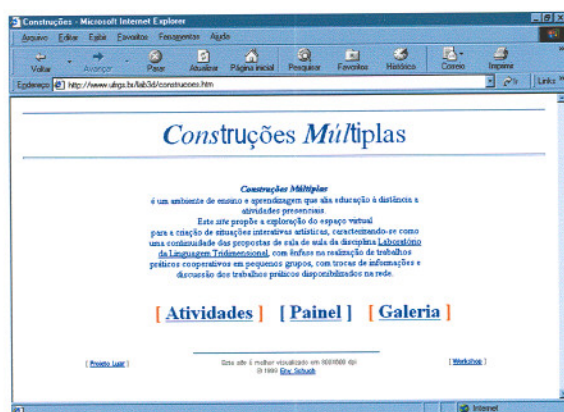 Construções - Microsoft Internet Explorer
Arquivo Editar Exibir Favoritos Ferramentas Ajuda
Voltar Avançar Parar Atualizar Página inicial Pesquisar Favoritos Histórico Correio Imprimir
Endereço http://www.ufrgs.br/lab3d/construcoes.htm Ir Links
Construções Múltiplas
Construções Múltiplas
é um ambiente de ensino e aprendizagem que alia educação à distância a
atividades presenciais.
Este site propõe a exploração do espaço virtual
para a criação de situações interativas artísticas, caracterizando-se como
uma continuidade das propostas de sala de aula da disciplina Laboratório
da Linguagem Tridimensional, com ênfase na realização de trabalhos
práticos cooperativos em pequenos grupos, com trocas de informações e
discussão dos trabalhos práticos disponibilizados na rede.
[ Atividades ] [ Painel ] [ Galeria ]
[ Projeto Luar ] Este site é melhor visualizado em 800X600 dpi [ Workshop ]
© 1999 Eny Schuch
Internet